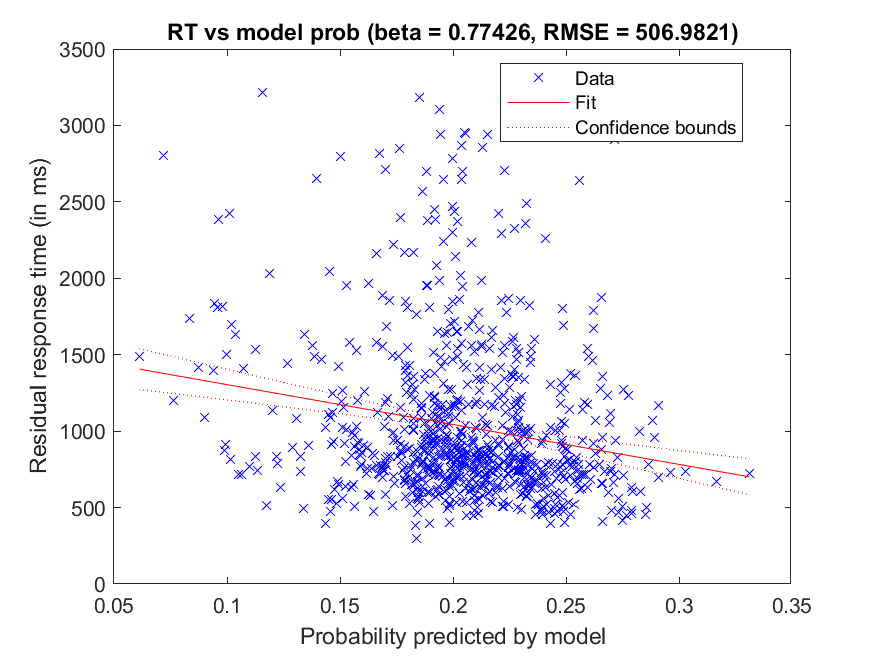 RT vs model prob (beta = 0.77426, RMSE = 506.9821)
Data
Fit
Confidence bounds
Residual response time (in ms)
3500
3000
2500
2000
1500
1000
500
0
0.05 0.1 0.15 0.2 0.25 0.3 0.35
Probability predicted by model